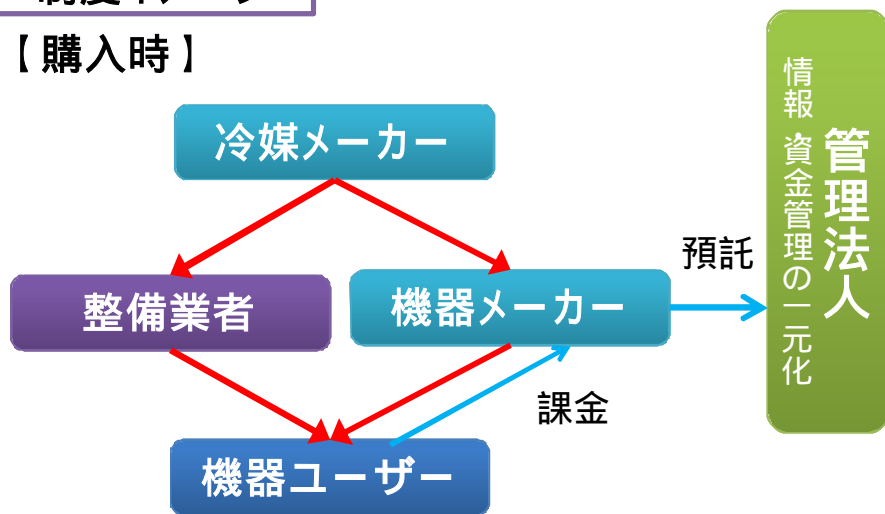 【購入時】
冷媒メーカー
整備業者
機器メーカー
預託
課金
機器ユーザー
管理法人
情報 資金管理の一元化